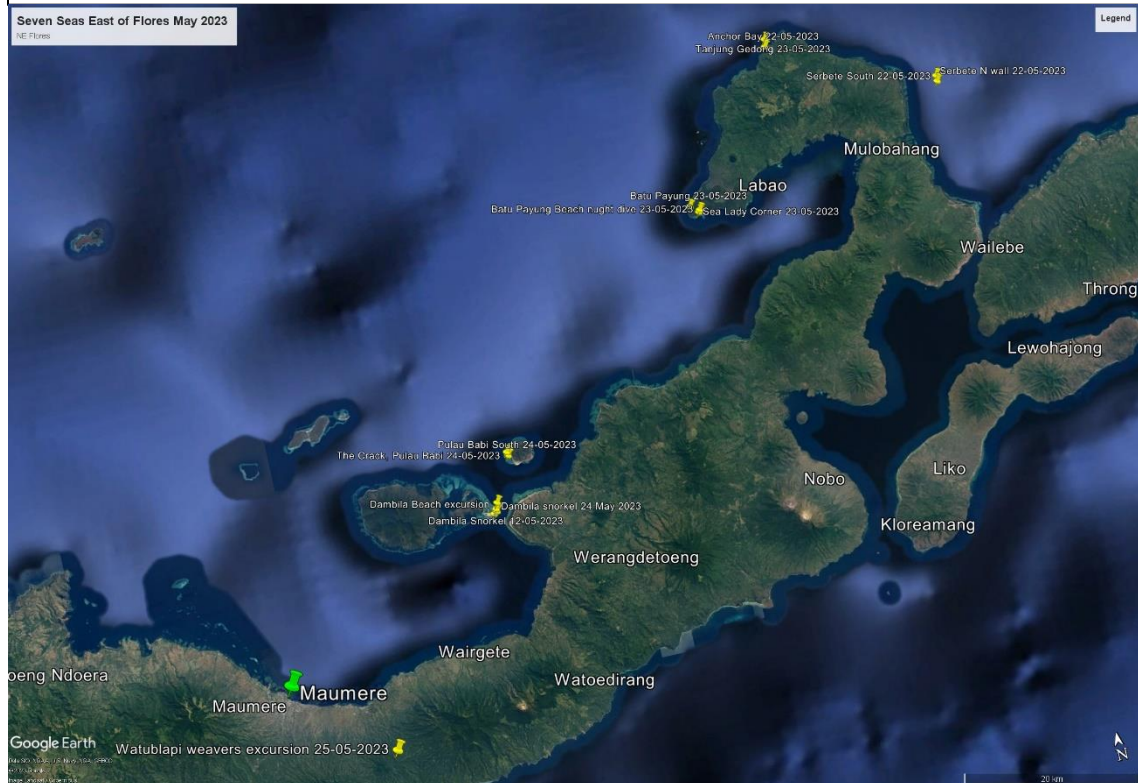 Seven Seas East of Flores May 2023
NE Flores
Legend
Anchor Bay 22-05-2023
Tanjung Gedong 23-05-2023
Serbete South 22-05-2023
Serbete N wall 22-05-2023
Mulobahang
Labao
Batu Payung 23-05-2023
Batu Payung Beach nught dive 23-05-2023
Sea Lady Corner 23-05-2023
Wailebe
Throng
Lewohajong
Pulau Babi South 24-05-2023
The Crack, Pulau Babi 24-05-2023
Liko
Nobo
Dambila Beach excursion
Dambila snorkel 24 May 2023
Dambila Snorkel 12-05-2023
Kloreamang
Werangdetoeng
Wairgete
oeng Ndoera
Watoedirang
Maumere
Maumere
Google Earth
Watublapi weavers excursion 25-05-2023
N
20 km